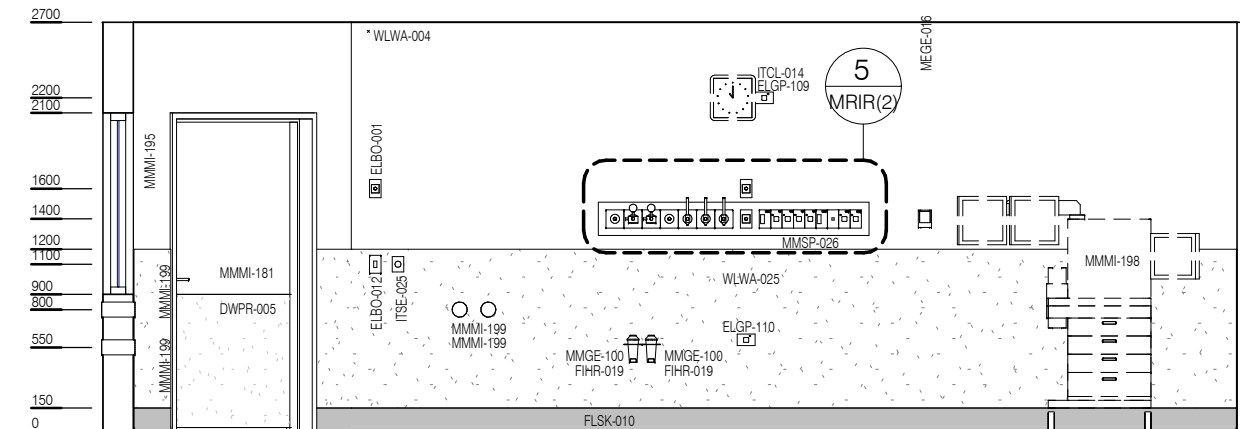 2700
2200
2100
1600
1400
1200
1100
900
800
550
150
0
WLWA-004
MEGE-016
ITCL-014
ELGP-109
5
MRIR(2)
MMMI-195
ELBO-001
MMSP-026
MMMI-199
MMMI-181
ELBO-012
ITSE-025
WLWA-025
MMMI-198
DWPR-005
MMMI-199
MMMI-199
ELGP-110
MMMI-199
MMGE-100
FIHR-019
MMGE-100
FIHR-019
FLSK-010